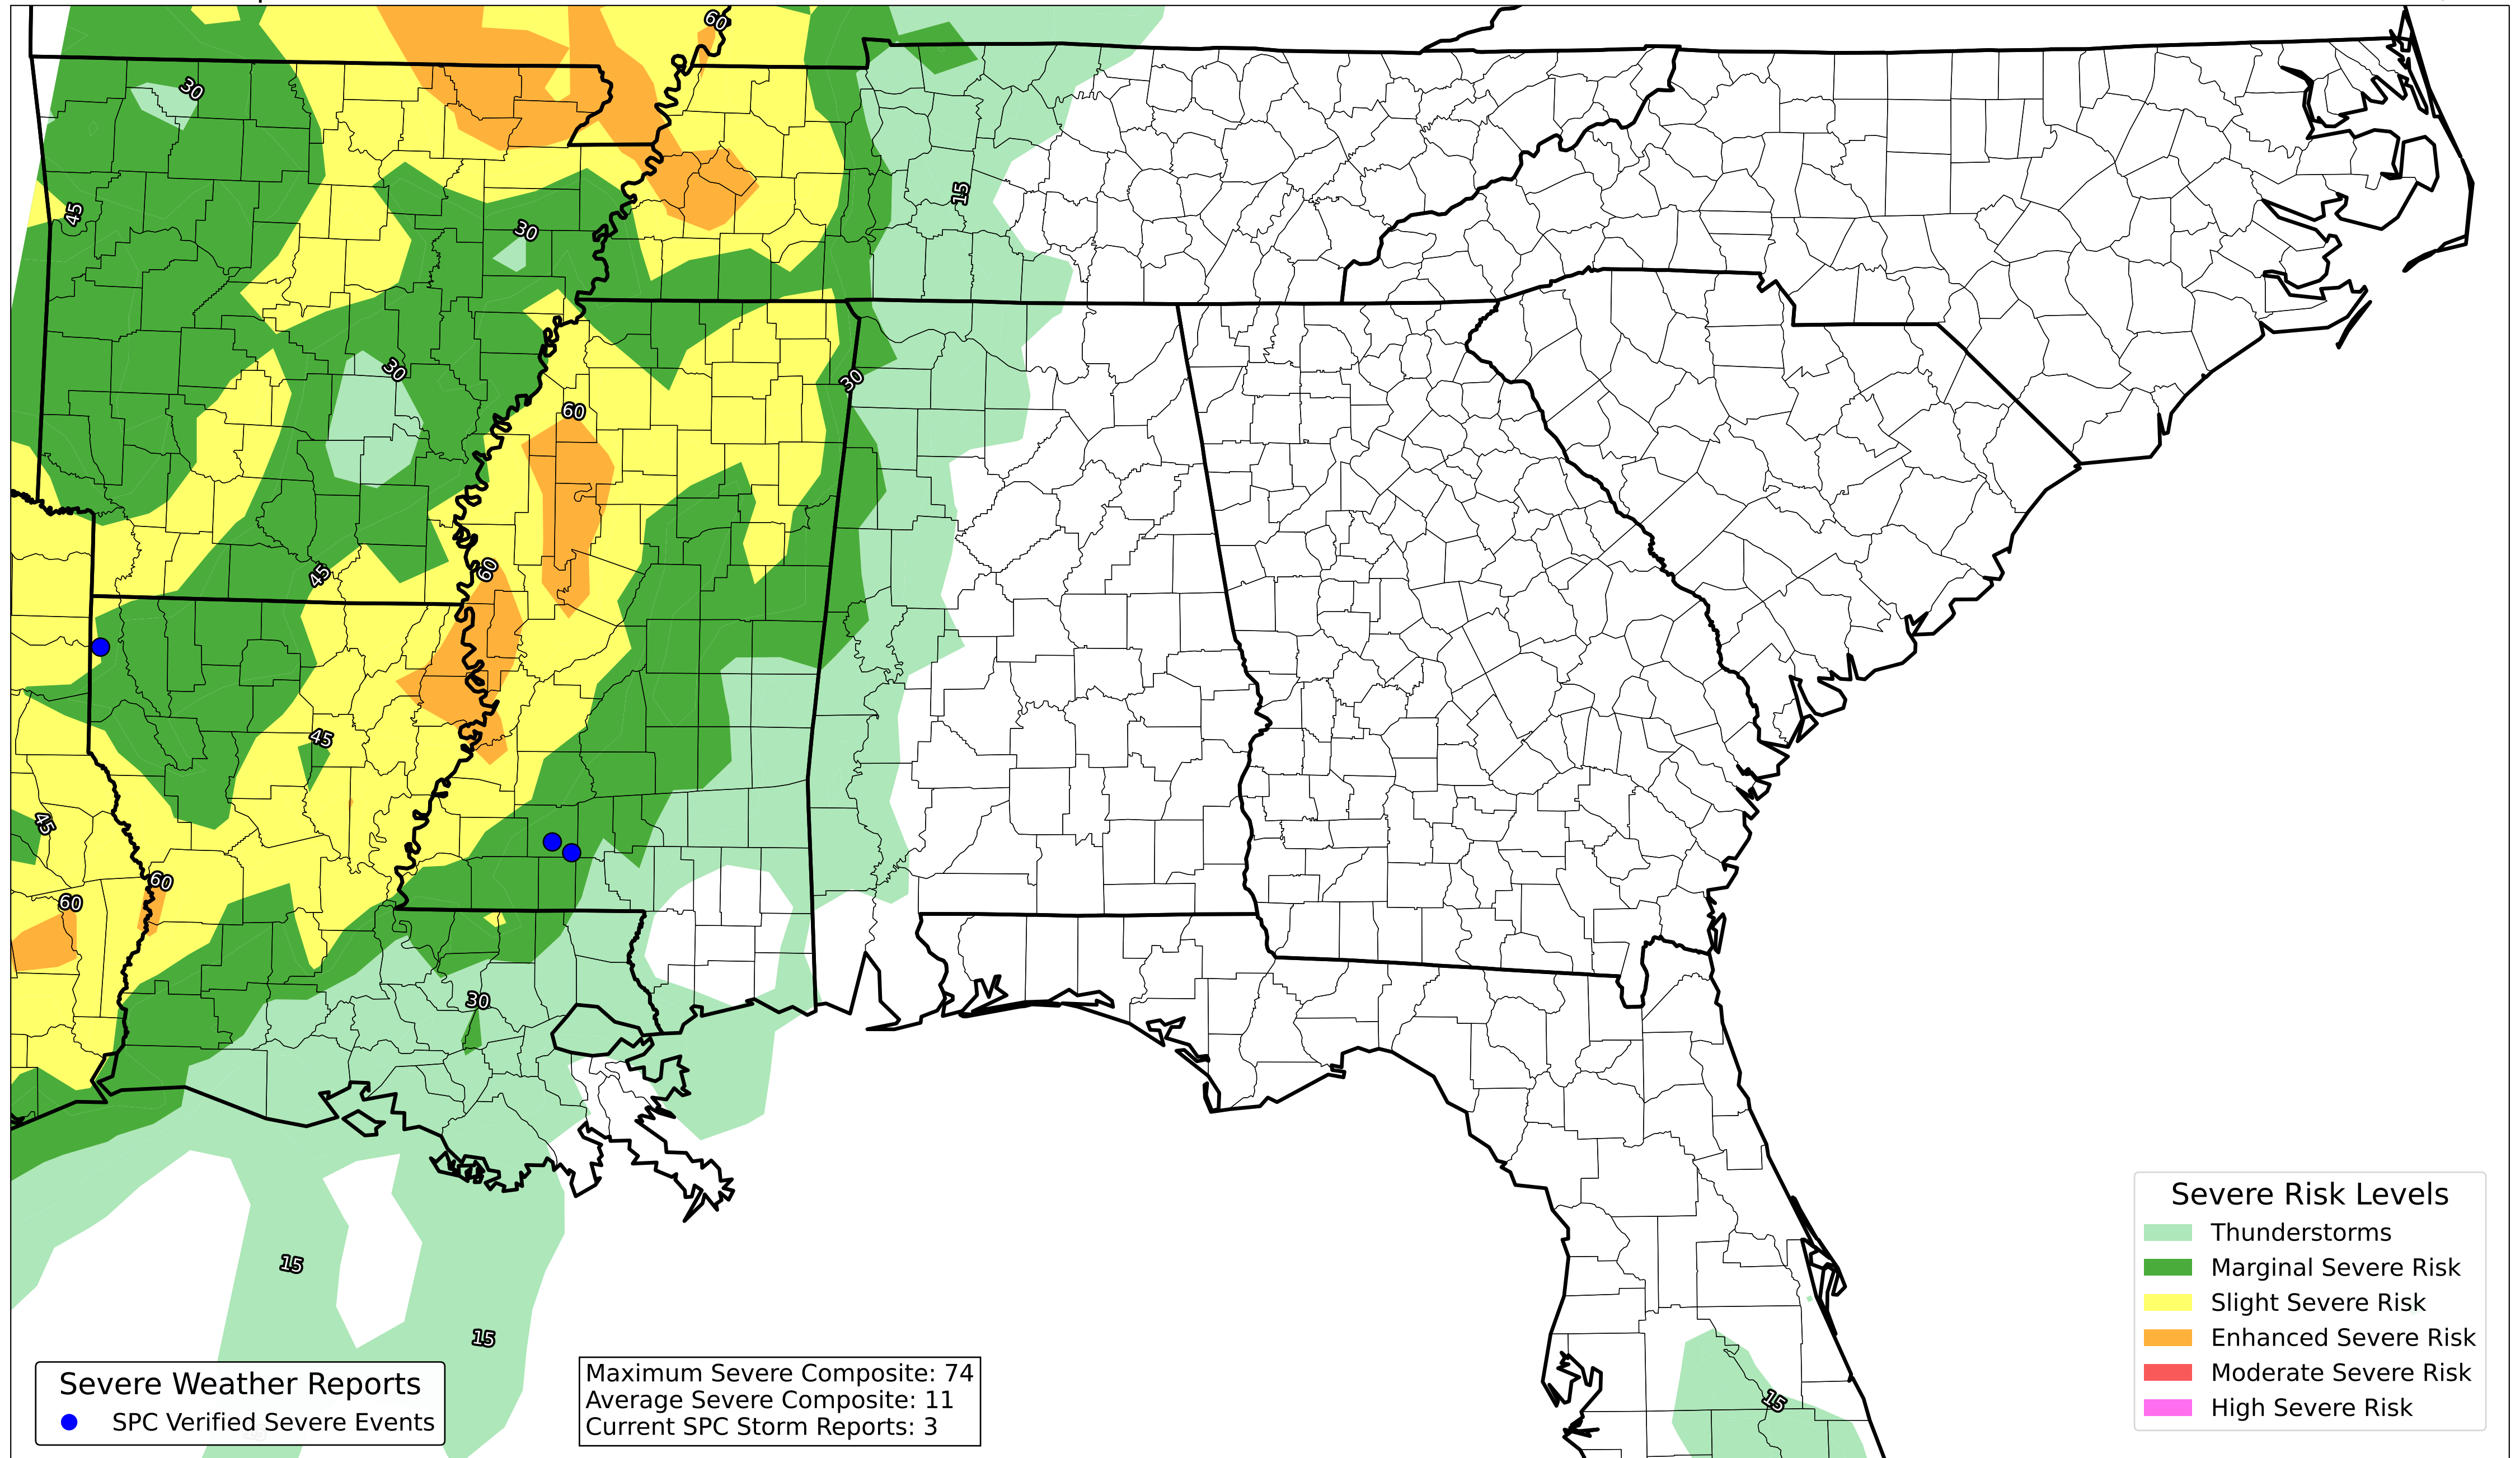 60
30
45
30
15
30
30
60
45
60
45
45
60
60
30
15
15
15
Severe Risk Levels
Thunderstorms
Marginal Severe Risk
Slight Severe Risk
Enhanced Severe Risk
Moderate Severe Risk
High Severe Risk
Severe Weather Reports
SPC Verified Severe Events
Maximum Severe Composite: 74
Average Severe Composite: 11
Current SPC Storm Reports: 3